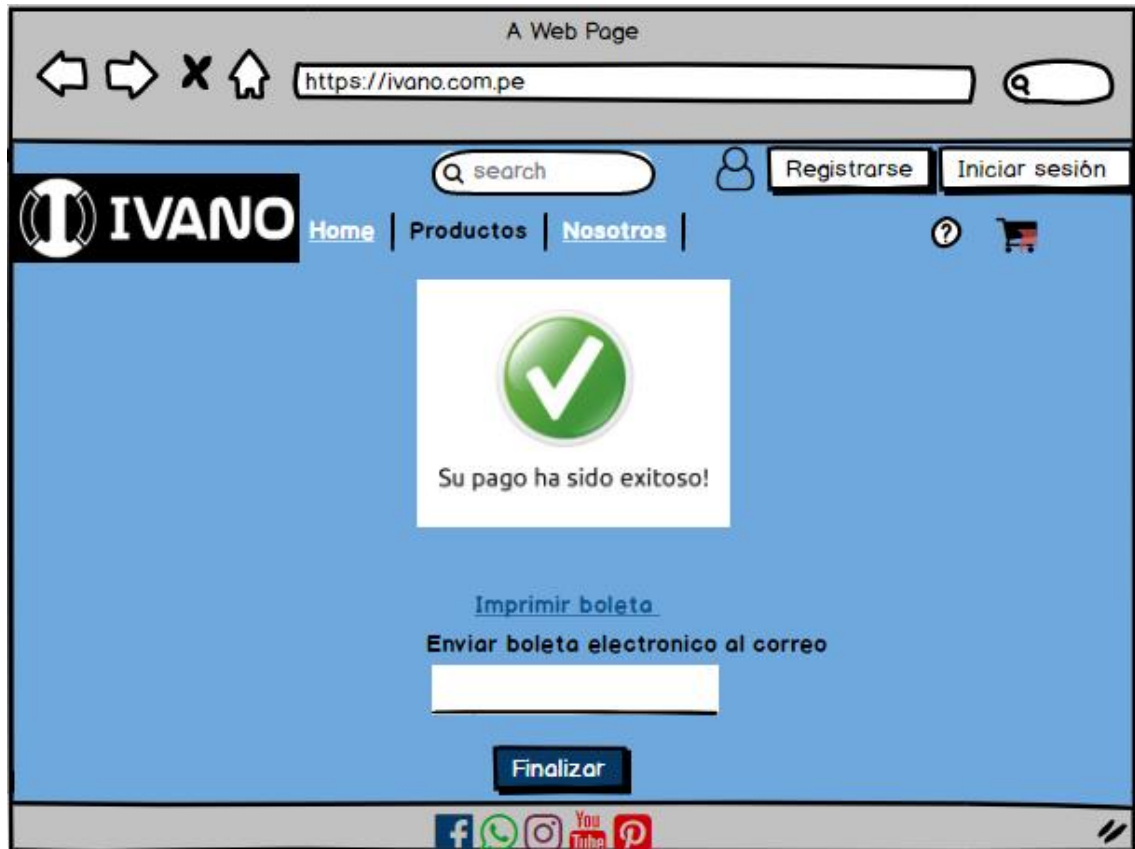 A Web Page
https://ivano.com.pe
search
Registrarse
Iniciar sesión
IVANO
Home | Productos | Nosotros |
?
Su pago ha sido exitoso!
Imprimir boleta
Enviar boleta electronico al correo
Finalizar
You
Tube